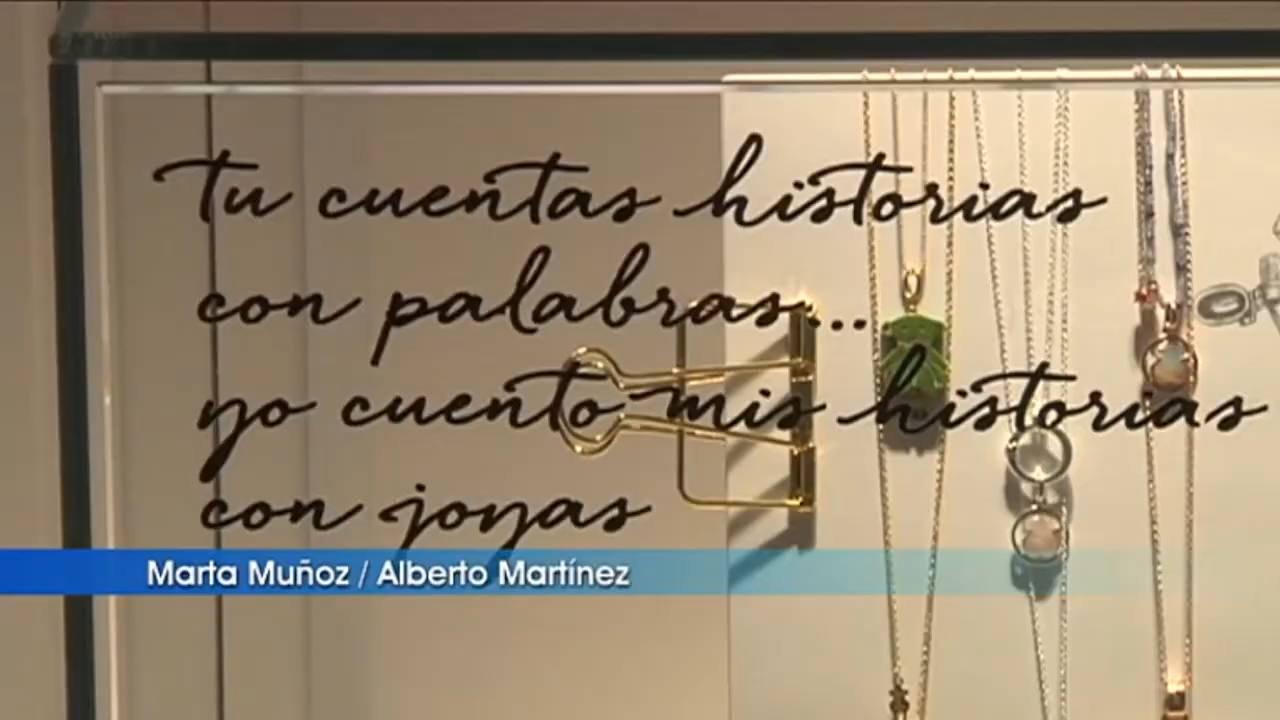 tu cuentas historias
con palabras...
yo cuento mis historias
con joyas
Marta Muñoz / Alberto Martínez